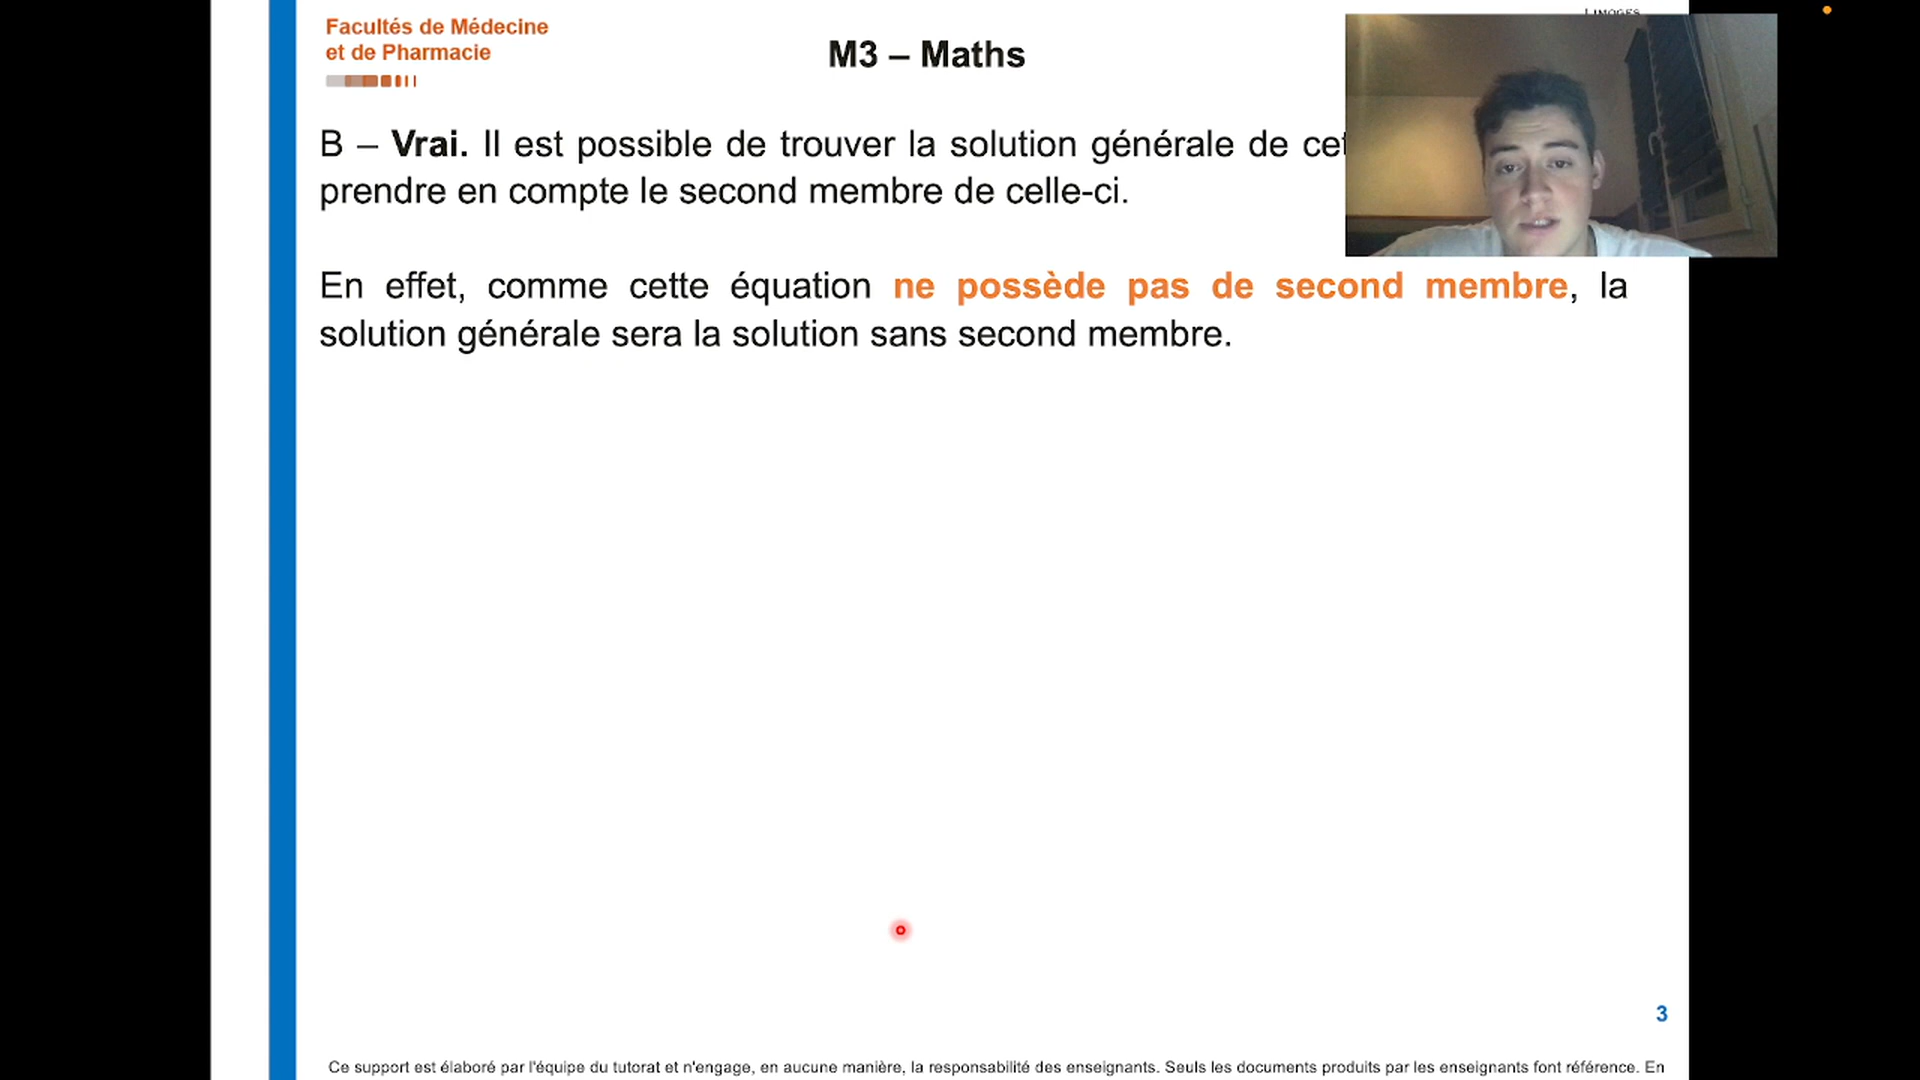 Facultés de Médecine
et de Pharmacie
M3 – Maths
LIMOGES
B – Vrai. Il est possible de trouver la solution générale de
prendre en compte le second membre de celle-ci.
En effet, comme cette équation ne possède pas de second membre, la
solution générale sera la solution sans second membre.
3
Ce support est élaboré par l'équipe du tutorat et n'engage, en aucune manière, la responsabilité des enseignants. Seuls les documents produits par les enseignants font référence. En